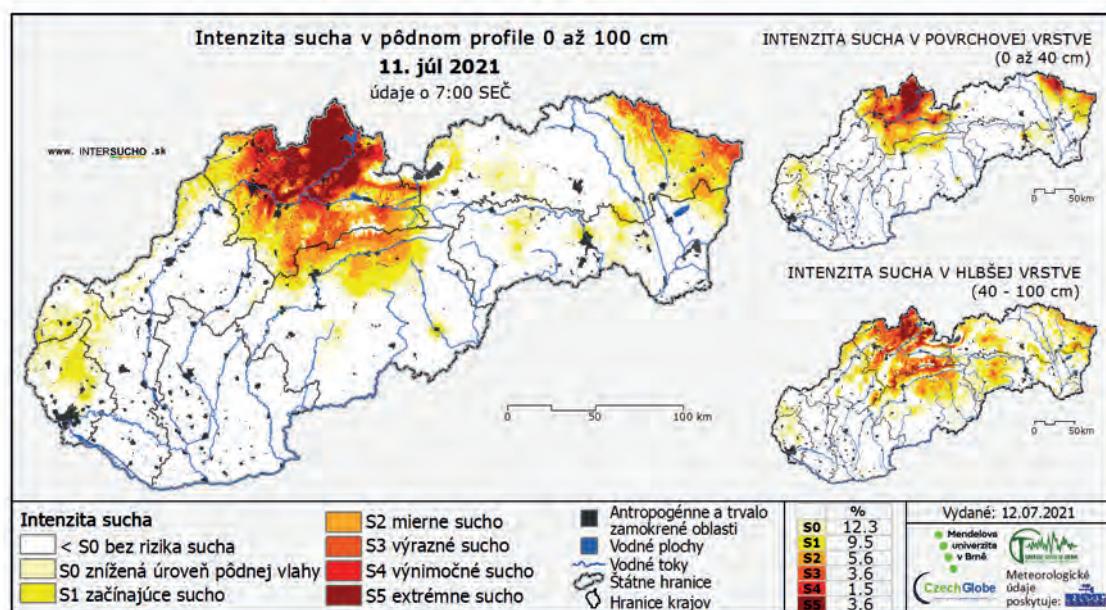 Intenzita sucha v pôdnom profile 0 až 100 cm
11. júl 2021
údaje o 7:00 SEČ
www. INTERSUCHO .sk
0 50 100 km
INTENZITA SUCHA V POVRCHOVEJ VRSTVE
(0 až 40 cm)
0 50km
INTENZITA SUCHA V HLBŠEJ VRSTVE
(40 - 100 cm)
0 50km
Intenzita sucha
< S0 bez rizika sucha
S0 znížená úroveň pôdnej vlahy
S1 začínajúce sucho
S2 mierne sucho
S3 výrazné sucho
S4 výnimočné sucho
S5 extrémne sucho
Antropogénne a trvalo
zamokrené oblasti
Vodné plochy
Vodné toky
Štátne hranice
Hranice krajov
%
S0 12.3
S1 9.5
S2 5.6
S3 3.6
S4 1.5
S5 3.6
Vydané: 12.07.2021
Mendelova
univerzita
v Brně
CzechGlobe
Meteorologické
údaje
poskytuje: